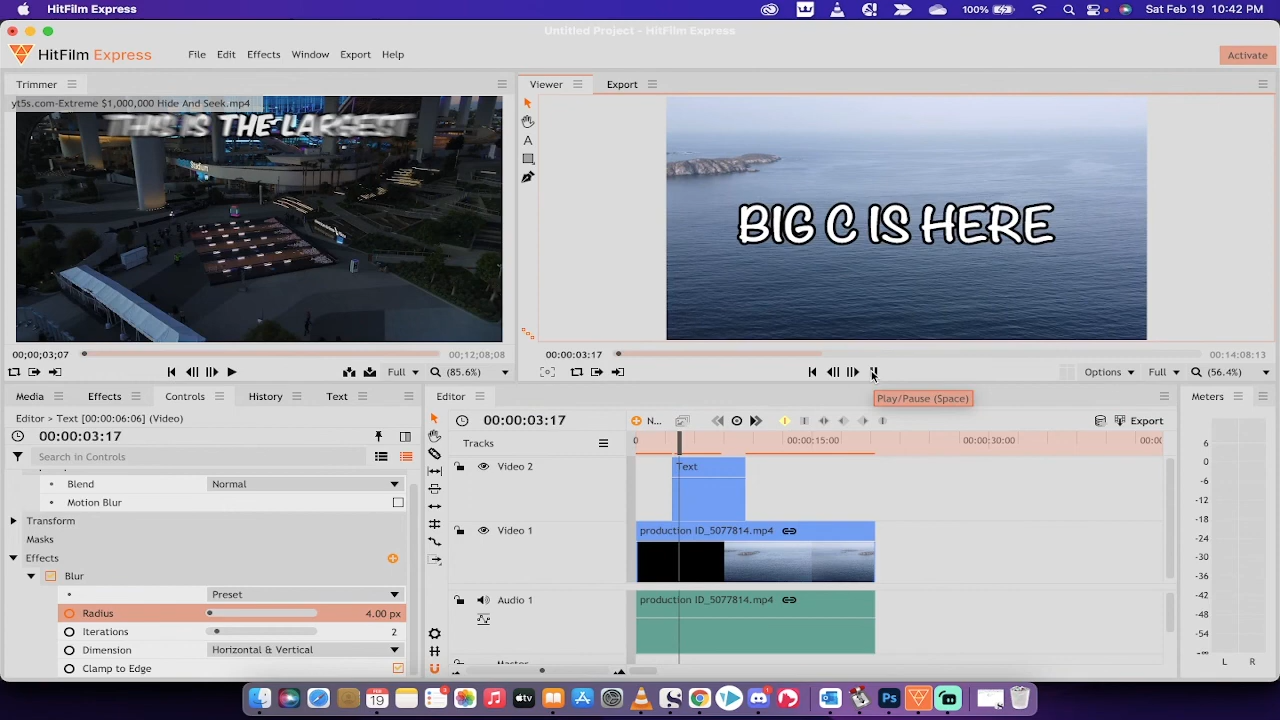 HitFilm Express
100%
Sat Feb 19 10:42 PM
Untitled Project - HitFilm Express
HitFilm Express
File
Edit
Effects
Window
Export
Help
Activate
Trimmer
Viewer
Export
yt5s.com-Extreme $1,000,000 Hide And Seek.mp4
THIS IS THE LARGEST
BIG C IS HERE
A
00;00;03;07
00;12;08;08
00:00:03:17
00:14:08:13
Full
(85.6%)
Options
Full
(56.4%)
Play/Pause (Space)
Media
Effects
Controls
History
Text
Editor
Meters
Editor > Text [00:06:06] (Video)
00:00:03:17
Search in Controls
Blend
Normal
Motion Blur
Transform
Masks
Effects
Blur
Preset
Radius
4.00 px
Iterations
2
Dimension
Horizontal & Vertical
Clamp to Edge
00:00:03:17
N...
Export
Tracks
0
00:00:15:00
00:00:30:00
00:00:
Video 2
Text
Video 1
production ID_5077814.mp4
Audio 1
production ID_5077814.mp4
6
0
-6
-12
-18
-24
-30
-36
-42
-48
-54
L
R